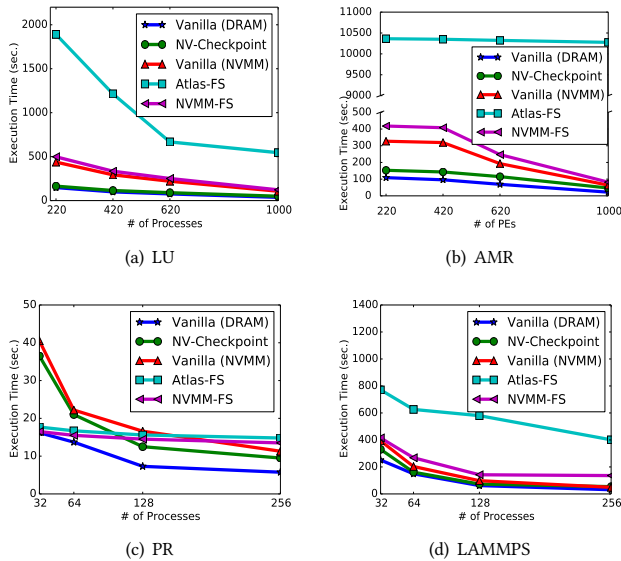 2000
1500
1000
500
0
220 420 620 1000
# of Processes
Execution Time (sec.)
Vanilla (DRAM)
NV-Checkpoint
Vanilla (NVMM)
Atlas-FS
NVMM-FS
(a) LU
11000
10500
10000
9000
500
400
300
200
100
0
220 420 620 1000
# of PEs
Execution Time (sec.)
Vanilla (DRAM)
NV-Checkpoint
Vanilla (NVMM)
Atlas-FS
NVMM-FS
(b) AMR
50
40
30
20
10
0
32 64 128 256
# of Processes
Execution Time (sec.)
Vanilla (DRAM)
NV-Checkpoint
Vanilla (NVMM)
Atlas-FS
NVMM-FS
(c) PR
1400
1200
1000
800
600
400
200
0
32 64 128 256
# of Processes
Execution Time (sec.)
Vanilla (DRAM)
NV-Checkpoint
Vanilla (NVMM)
Atlas-FS
NVMM-FS
(d) LAMMPS